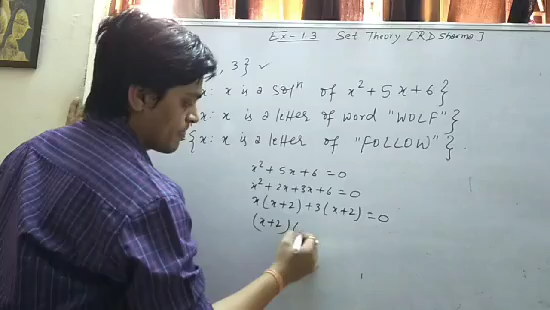 Ex-1.3 Set Theory [RD Sharma]
, 3} ✓
x: x is a solⁿ of x²+5x+6}
x: x is a letter of word "WOLF"}
{x: x is a letter of "FOLLOW"}.
x²+5x+6=0
x²+2x+3x+6=0
x(x+2)+3(x+2)=0
(x+2)(